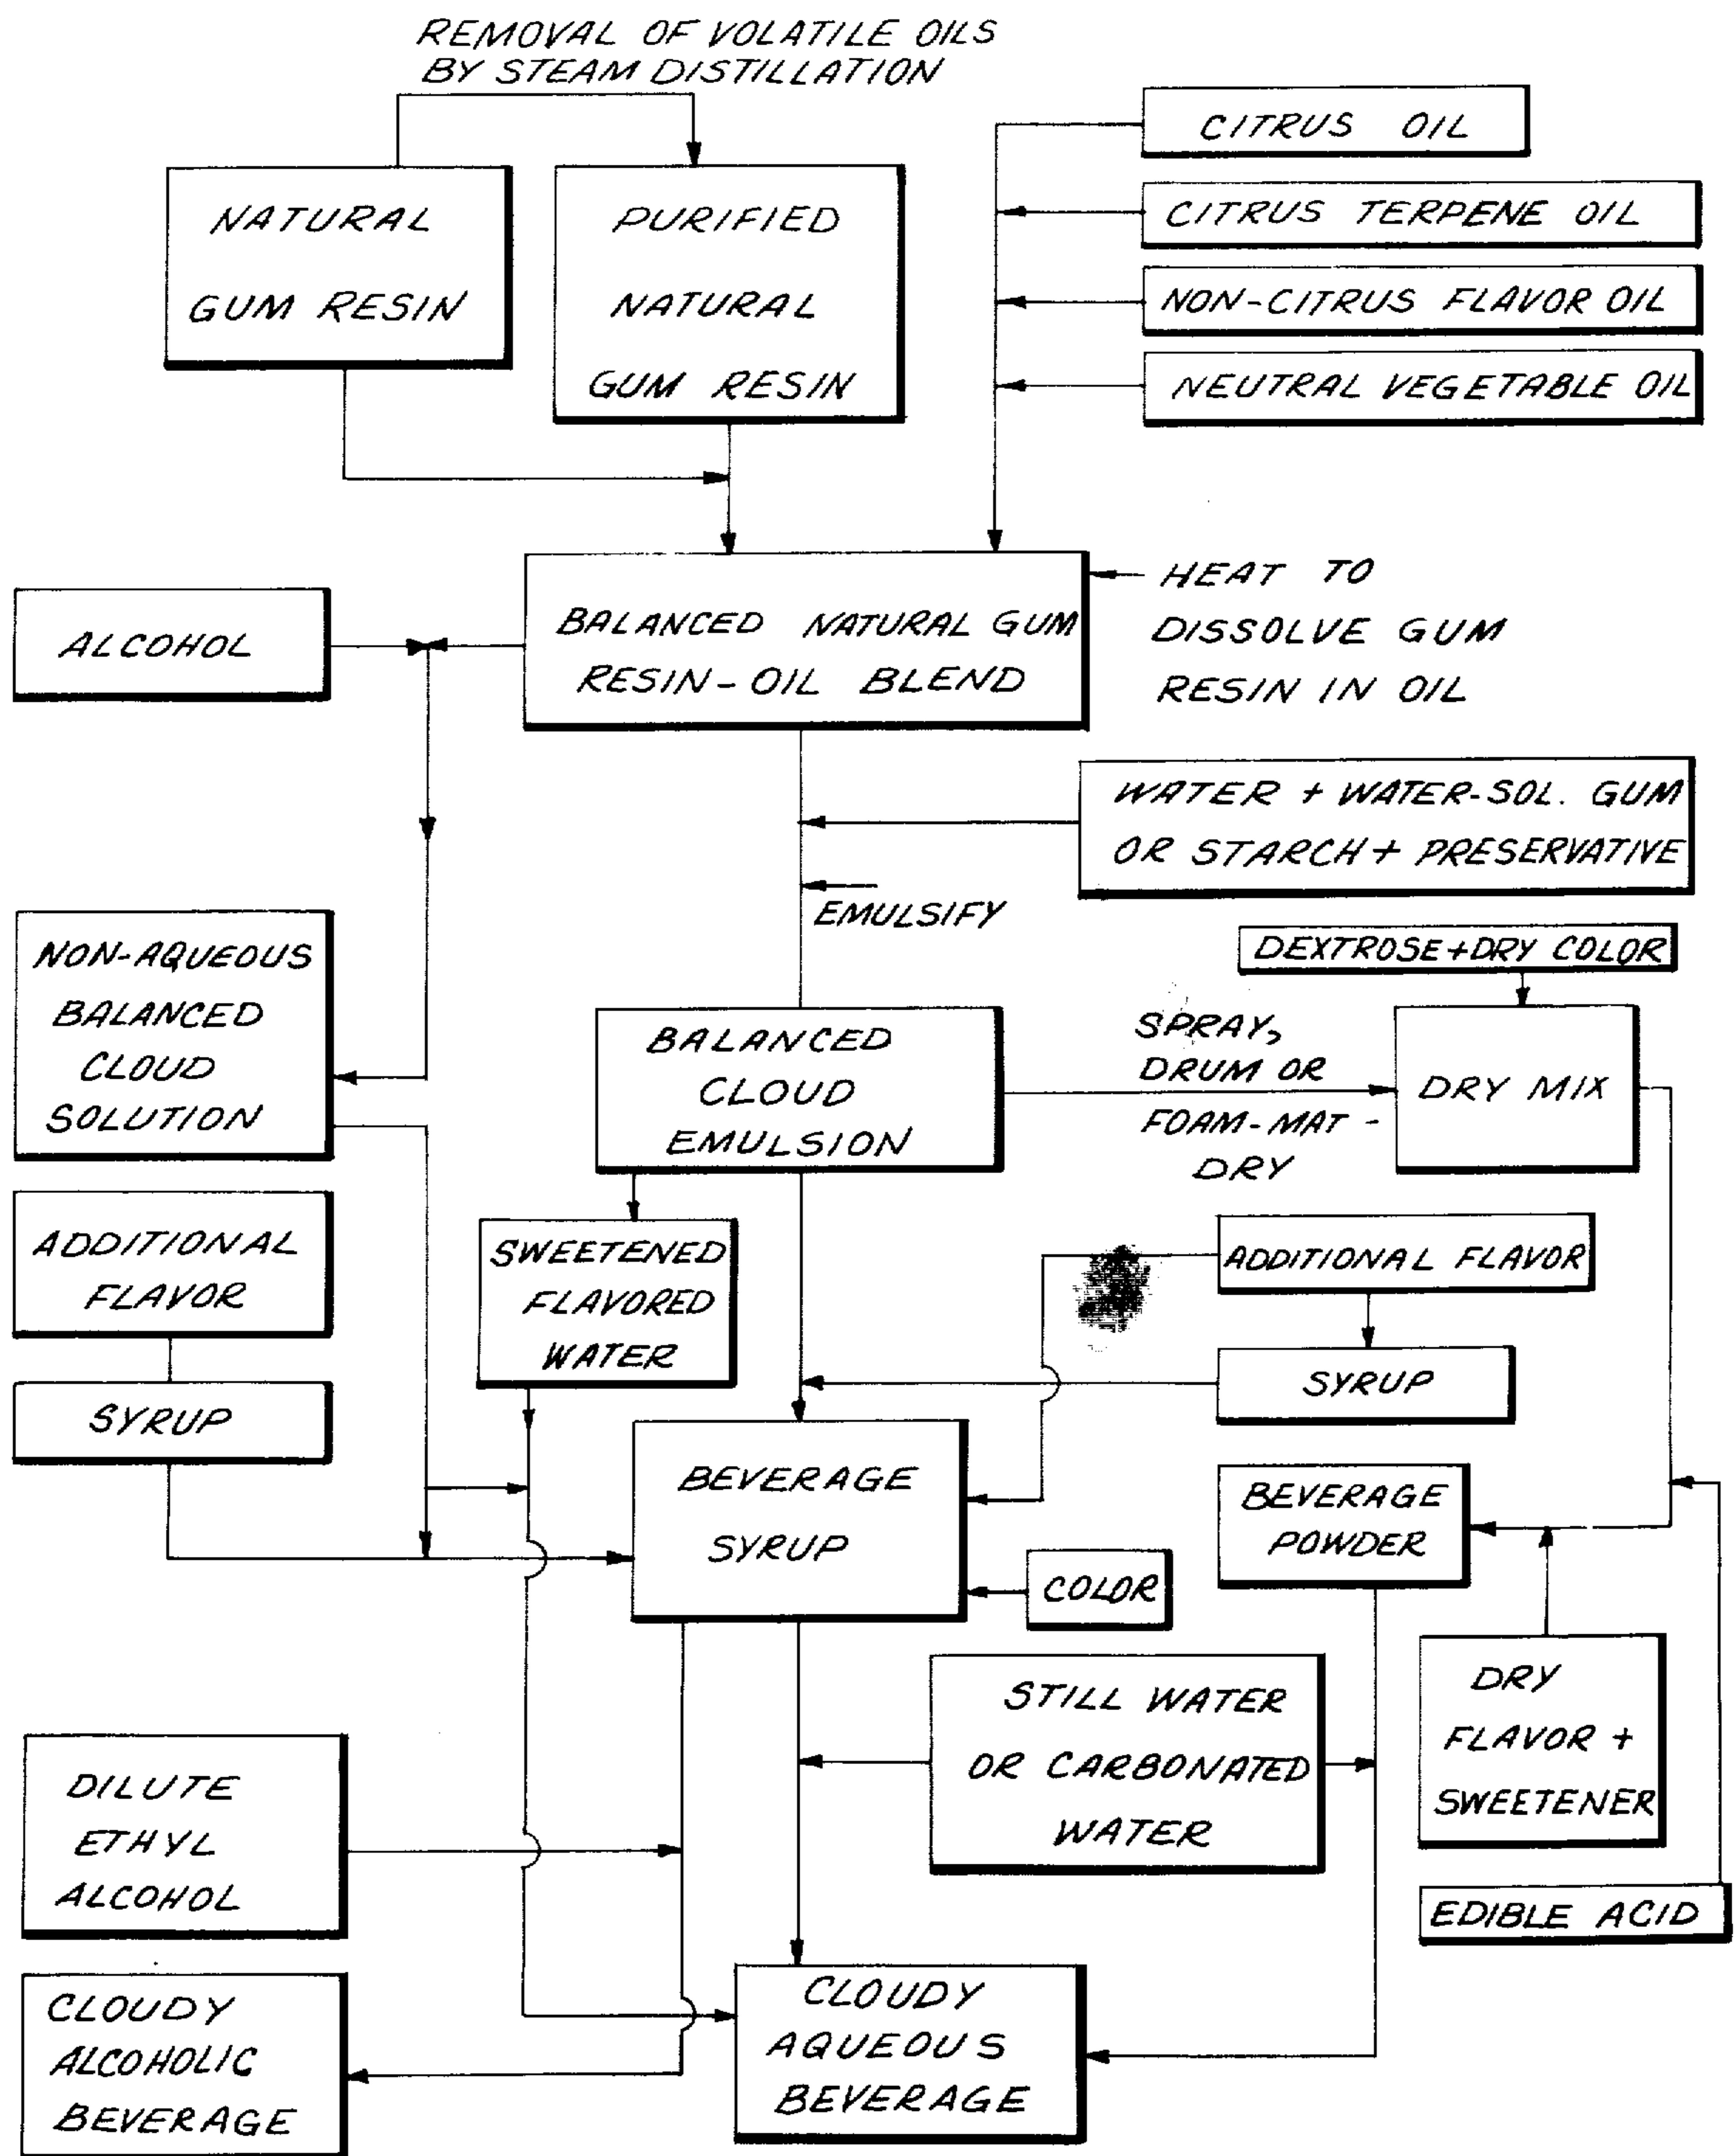 REMOVAL OF VOLATILE OILS
BY STEAM DISTILLATION
NATURAL
GUM RESIN
PURIFIED
NATURAL
GUM RESIN
CITRUS OIL
CITRUS TERPENE OIL
NON-CITRUS FLAVOR OIL
NEUTRAL VEGETABLE OIL
ALCOHOL
BALANCED NATURAL GUM
RESIN-OIL BLEND
HEAT TO
DISSOLVE GUM
RESIN IN OIL
WATER + WATER-SOL. GUM
OR STARCH + PRESERVATIVE
EMULSIFY
NON-AQUEOUS
BALANCED
CLOUD
SOLUTION
BALANCED
CLOUD
EMULSION
SPRAY,
DRUM OR
FOAM-MAT-
DRY
DEXTROSE+DRY COLOR
DRY MIX
ADDITIONAL
FLAVOR
SYRUP
SWEETENED
FLAVORED
WATER
ADDITIONAL FLAVOR
SYRUP
BEVERAGE
SYRUP
COLOR
BEVERAGE
POWDER
STILL WATER
OR CARBONATED
WATER
DRY
FLAVOR +
SWEETENER
EDIBLE ACID
DILUTE
ETHYL
ALCOHOL
CLOUDY
ALCOHOLIC
BEVERAGE
CLOUDY
AQUEOUS
BEVERAGE